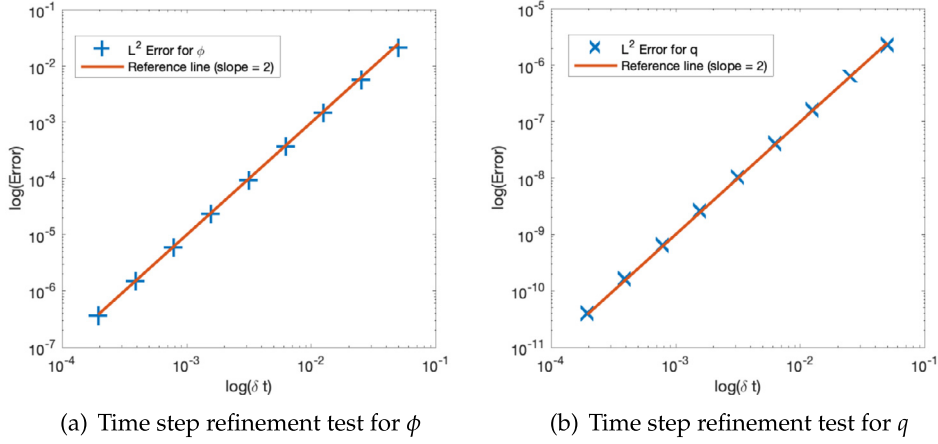 10^-1
10^-2
10^-3
10^-4
10^-5
10^-6
10^-7
log(Error)
L^2 Error for ϕ
Reference line (slope = 2)
10^-4
10^-3
10^-2
10^-1
log(δ t)
(a) Time step refinement test for ϕ
10^-5
10^-6
10^-7
10^-8
10^-9
10^-10
10^-11
log(Error)
L^2 Error for q
Reference line (slope = 2)
10^-4
10^-3
10^-2
10^-1
log(δ t)
(b) Time step refinement test for q